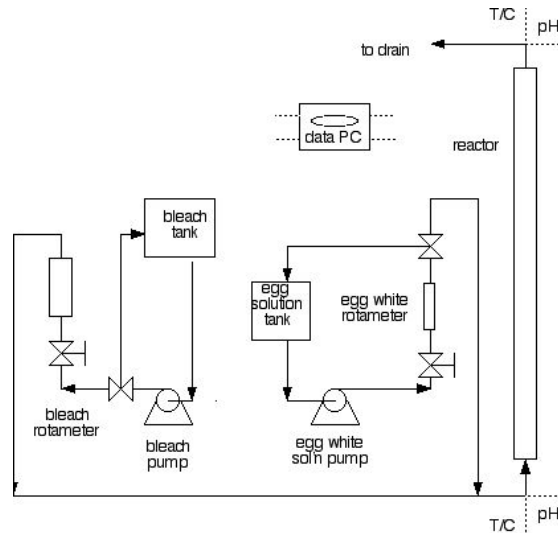 T/C
pH
to drain
data PC
reactor
bleach
tank
egg
solution
tank
egg white
rotameter
bleach
rotameter
bleach
pump
egg white
sol'n pump
T/C
pH